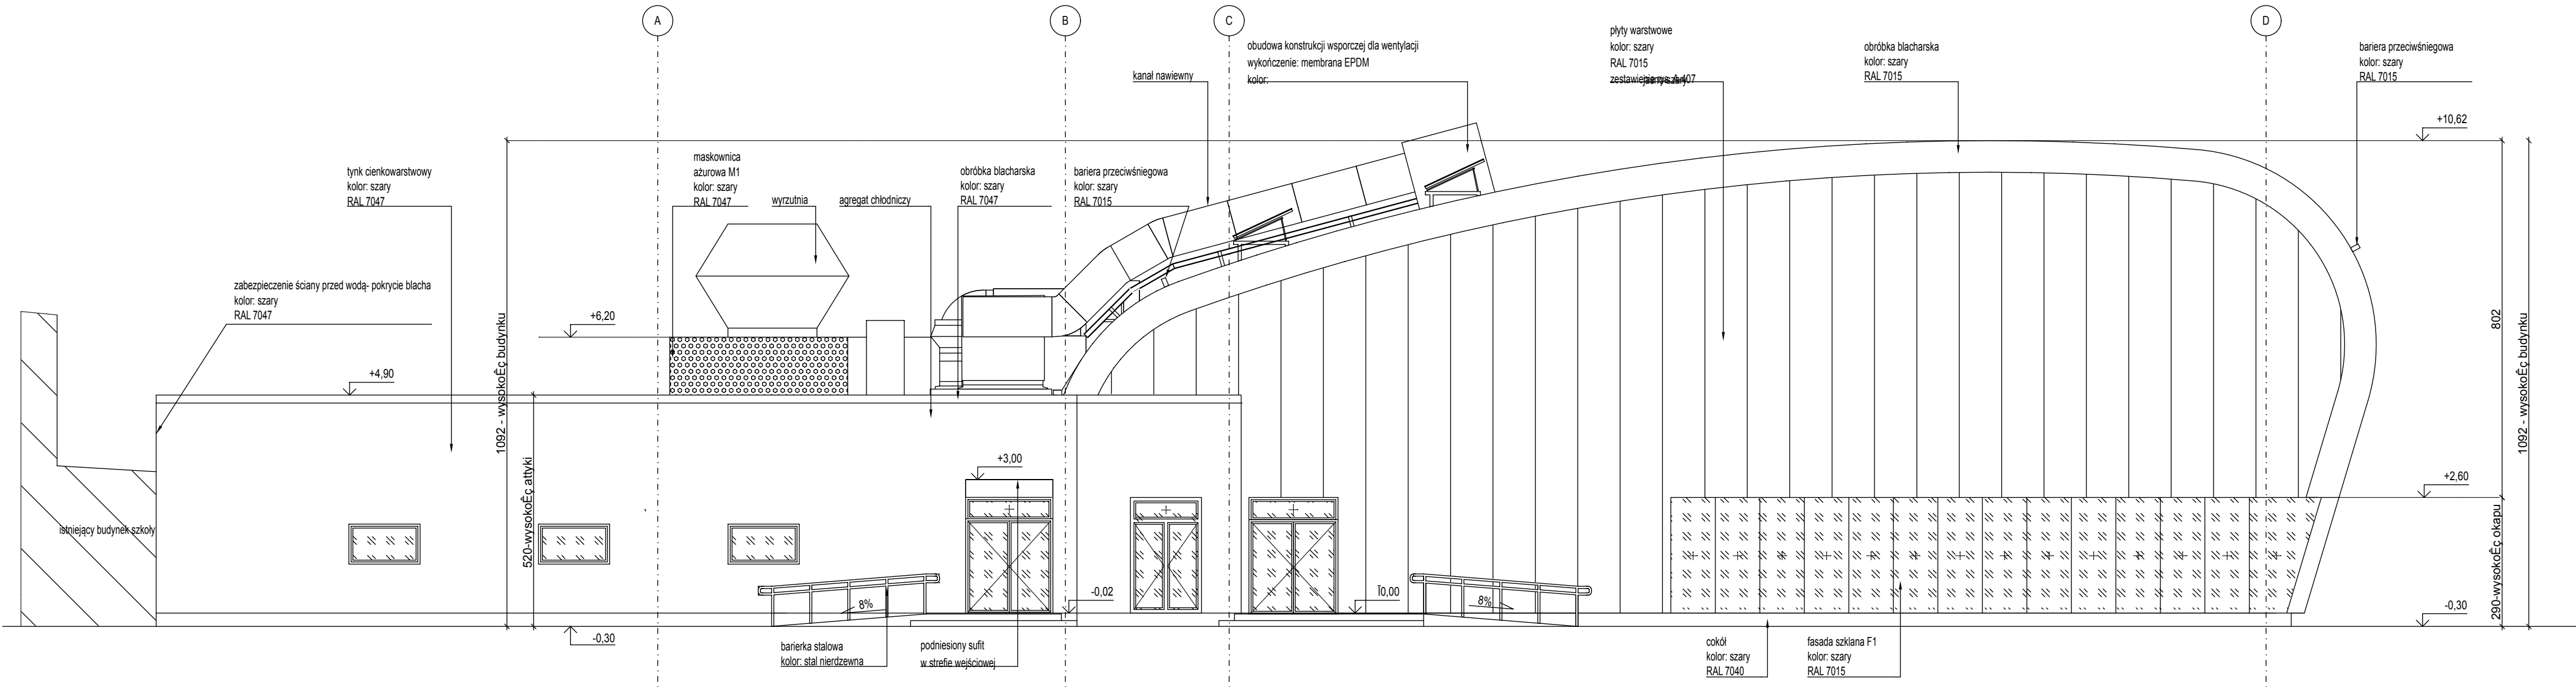 A
B
C
D
płyty warstwowe
kolor: szary
RAL 7015
obudowa konstrukcji wsporczej dla wentylacji
wykończenie: membrana EPDM
kolor:
obróbka blacharska
kolor: szary
RAL 7015
bariera przeciwśniegowa
kolor: szary
RAL 7015
kanał nawiewny
+10,62
maskownica
ażurowa M1
kolor: szary
RAL 7047
tynk cienkowarstwowy
kolor: szary
RAL 7047
wyrzutnia
agregat chłodniczy
obróbka blacharska
kolor: szary
RAL 7047
bariera przeciwśniegowa
kolor: szary
RAL 7015
zabezpieczenie ściany przed wodą- pokrycie blacha
kolor: szary
RAL 7047
+6,20
+4,90
1092 - wysokoÊç budynku
520-wysokoÊç attyki
802
1092 - wysokoÊç budynku
290-wysokoÊç okapu
+3,00
+2,60
istniejący budynek szkoły
8%
-0,02
10,00
8%
-0,30
-0,30
barierka stalowa
kolor: stal nierdzewna
podniesiony sufit
w strefie wejściowej
cokół
kolor: szary
RAL 7040
fasada szklana F1
kolor: szary
RAL 7015